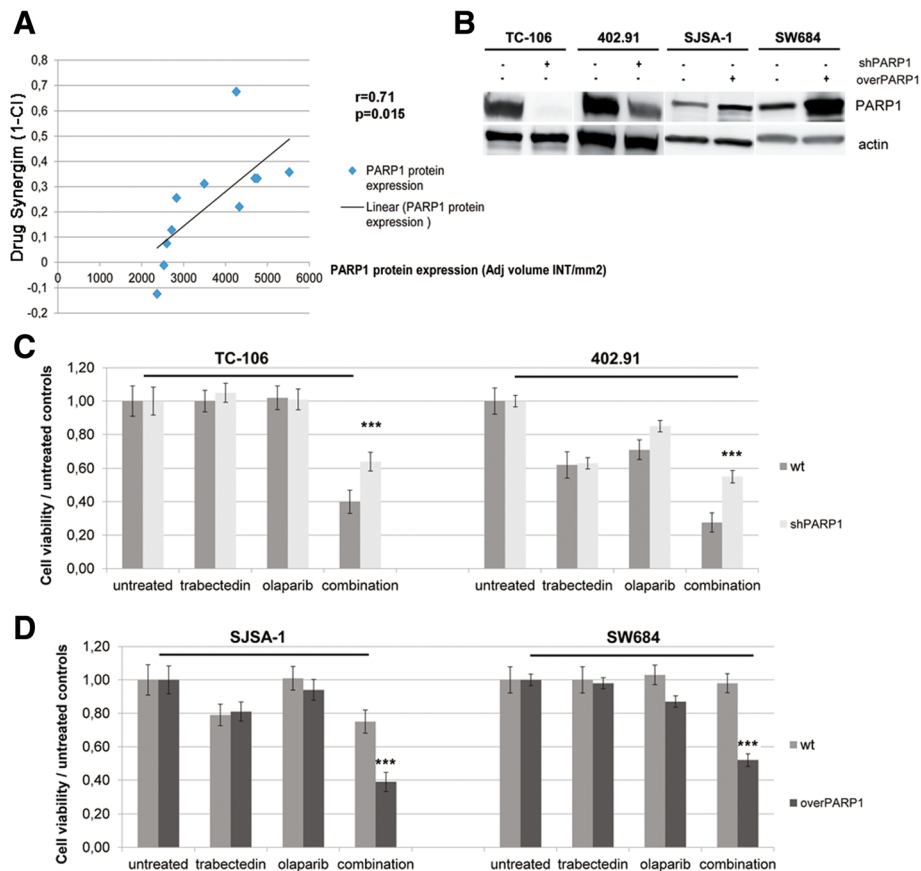 A
0,8
0,7
0,6
0,5
0,4
0,3
0,2
0,1
0
-0,1
-0,2
Drug Synergim (1-CI)
0 1000 2000 3000 4000 5000 6000
PARP1 protein expression (Adj volume INT/mm2)
r=0.71
p=0.015
PARP1 protein
expression
Linear (PARP1 protein
expression )
B
TC-106 402.91 SJSA-1 SW684
- + - + - - - - shPARP1
- - - - - + - + overPARP1
PARP1
actin
C
TC-106 402.91
Cell viability / untreated controls
1,20
1,00
0,80
0,60
0,40
0,20
0,00
*** ***
untreated trabectedin olaparib combination untreated trabectedin olaparib combination
wt
shPARP1
D
SJSA-1 SW684
Cell viability / untreated controls
1,20
1,00
0,80
0,60
0,40
0,20
0,00
*** ***
untreated trabectedin olaparib combination untreated trabectedin olaparib combination
wt
overPARP1